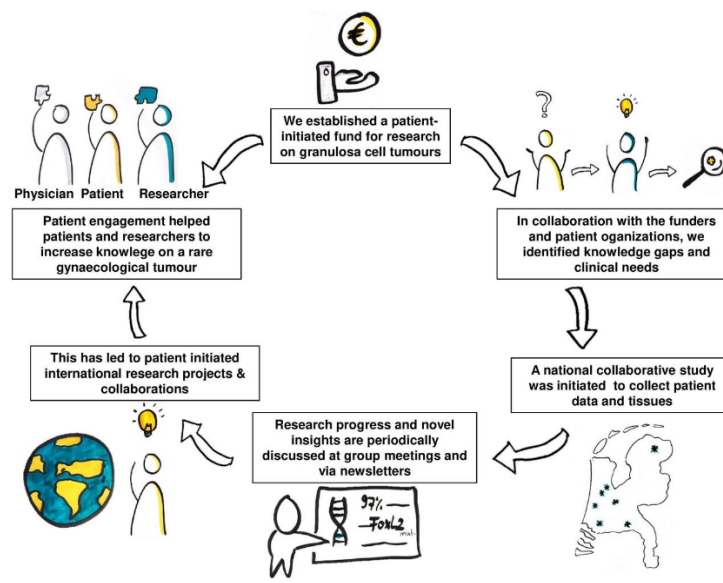 €
We established a patient-
initiated fund for research
on granulosa cell tumours
?
In collaboration with the funders
and patient oganizations, we
identified knowledge gaps and
clinical needs
A national collaborative study
was initiated to collect patient
data and tissues
Research progress and novel
insights are periodically
discussed at group meetings and
via newsletters
97%
FoxL2
mut.
This has led to patient initiated
international research projects &
collaborations
Physician Patient Researcher
Patient engagement helped
patients and researchers to
increase knowlege on a rare
gynaecological tumour